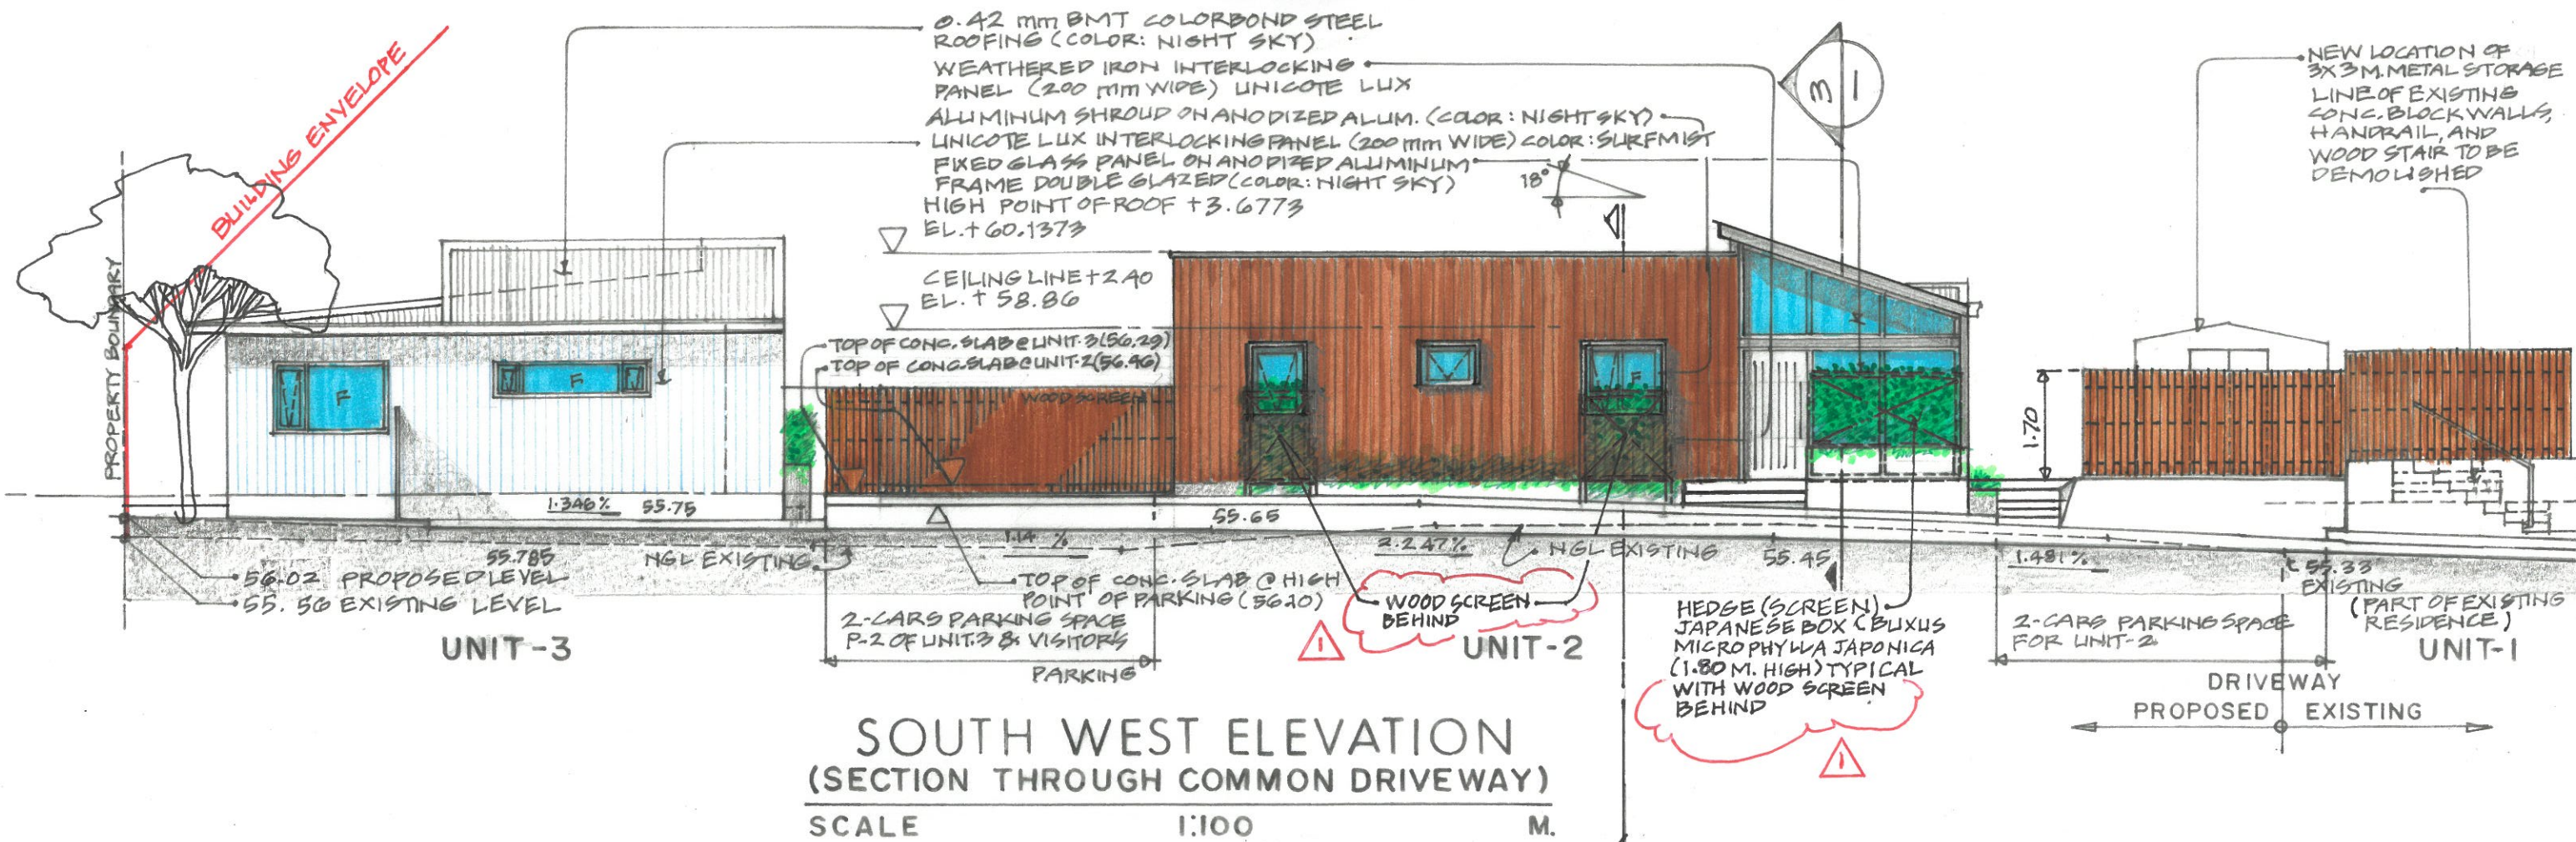 0.42 mm BMT COLORBOND STEEL
ROOFING (COLOR: NIGHT SKY)
WEATHERED IRON INTERLOCKING
PANEL (200 mm WIDE) UNICOTE LUX
ALUMINUM SHROUD ON ANODIZED ALUM. (COLOR: NIGHT SKY)
UNICOTE LUX INTERLOCKING PANEL (200 mm WIDE) COLOR: SURFMIST
FIXED GLASS PANEL ON ANODIZED ALUMINUM
FRAME DOUBLE GLAZED (COLOR: NIGHT SKY)
HIGH POINT OF ROOF +3.6773
EL.+60.1373
CEILING LINE +2.40
EL. + 58.86
18°
3
1
NEW LOCATION OF
3X3M. METAL STORAGE
LINE OF EXISTING
CONC. BLOCK WALLS,
HANDRAIL, AND
WOOD STAIR TO BE
DEMOLISHED
BUILDING ENVELOPE
PROPERTY BOUNDARY
TOP OF CONC. SLAB @ UNIT-3 (56.29)
TOP OF CONC. SLAB @ UNIT-2 (56.46)
WOOD SCREEN
F
F
F
1.70
1.346% 55.75
55.785
NGL EXISTING
1.14 %
55.65
2.247%
NGL EXISTING
55.45
1.481%
55.33
EXISTING
(PART OF EXISTING
RESIDENCE)
UNIT-1
56.02 PROPOSED LEVEL
55.56 EXISTING LEVEL
UNIT-3
TOP OF CONC. SLAB @ HIGH
POINT OF PARKING (56.20)
2-CARS PARKING SPACE
P-2 OF UNIT-3 & VISITORS
PARKING
WOOD SCREEN
BEHIND
1
UNIT-2
HEDGE (SCREEN)
JAPANESE BOX (BUXUS
MICROPHYLLA JAPONICA
(1.80 M. HIGH) TYPICAL
WITH WOOD SCREEN
BEHIND
1
2-CARS PARKING SPACE
FOR UNIT-2
DRIVEWAY
PROPOSED EXISTING
SOUTH WEST ELEVATION
(SECTION THROUGH COMMON DRIVEWAY)
SCALE 1:100 M.